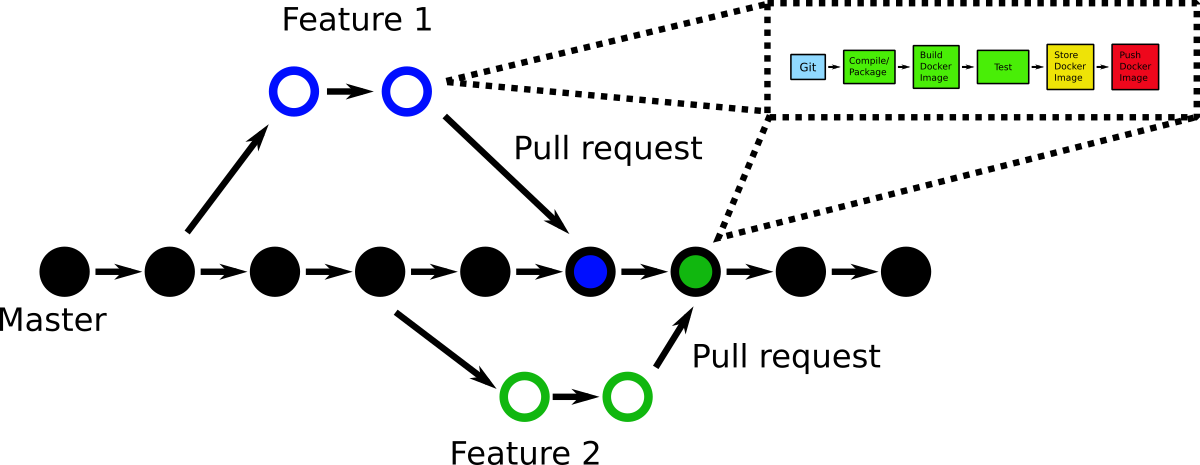 Feature 1
Git
Compile/
Package
Build
Docker
Image
Test
Store
Docker
Image
Push
Docker
Image
Pull request
Master
Pull request
Feature 2